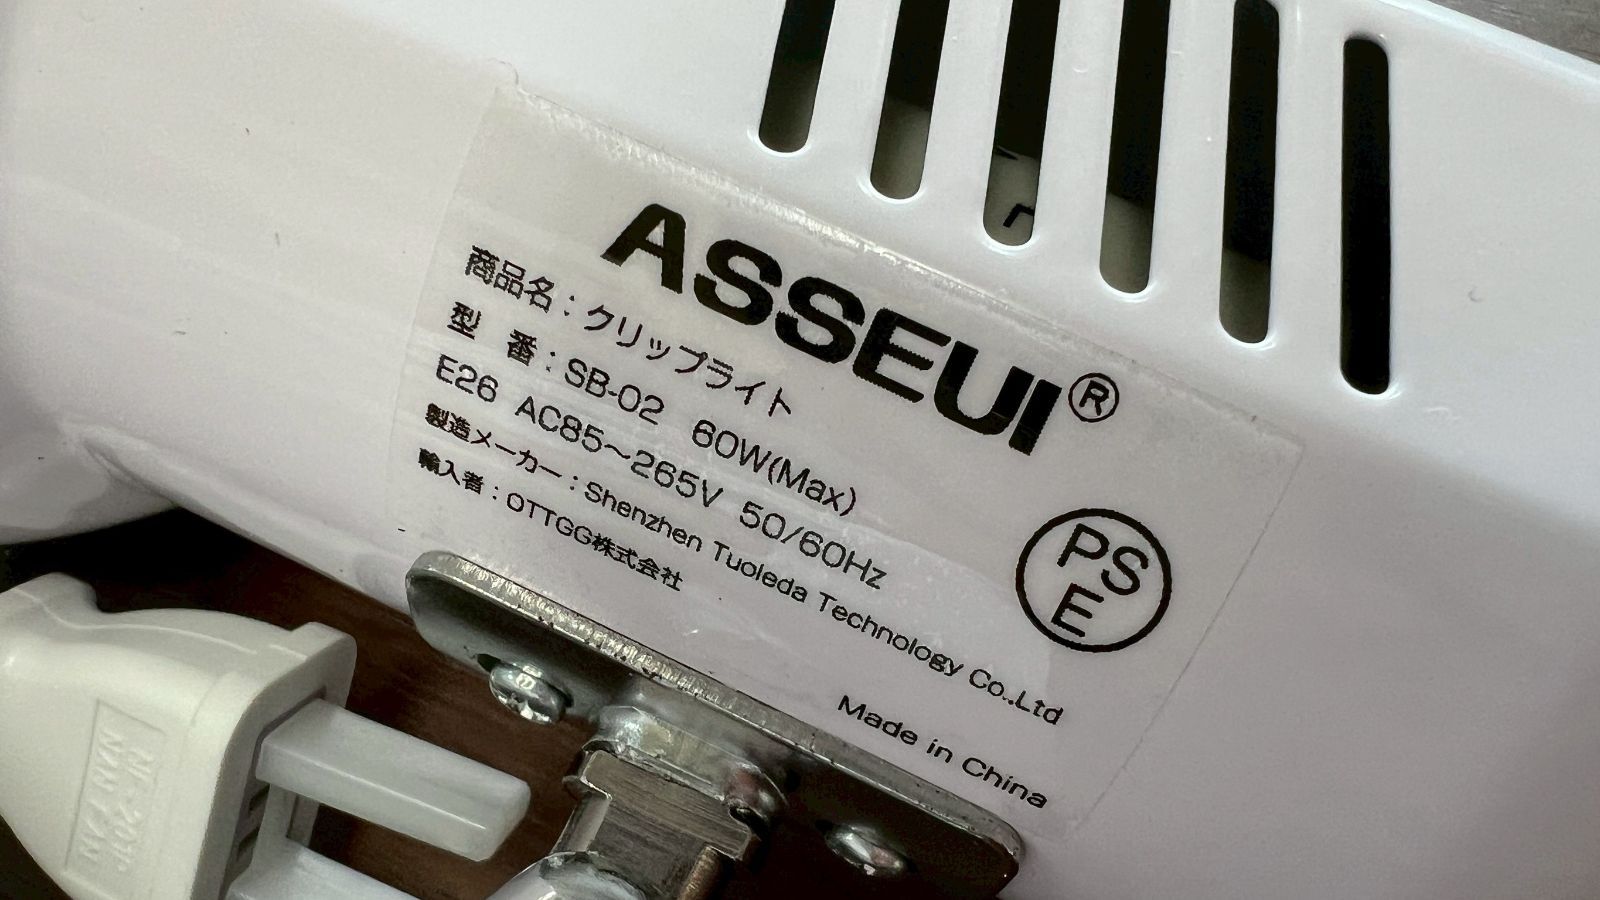 ASSEUI®
商品名：クリップライト
型　番：SB-02 60W(Max)
E26 AC85～265V 50/60Hz
製造メーカー：Shenzhen Tuoleda Technology Co.,Ltd
輸入者：OTTGG株式会社
Made in China
PS
E